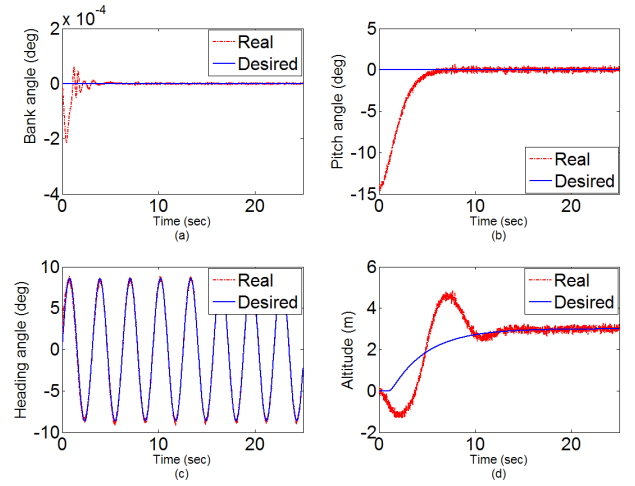 2 x 10⁻⁴
0
-2
-4
Bank angle (deg)
Real
Desired
0 10 20
Time (sec)
(a)
5
0
-5
-10
-15
Pitch angle (deg)
Real
Desired
0 10 20
Time (sec)
(b)
10
5
0
-5
-10
Heading angle (deg)
Real
Desired
0 10 20
Time (sec)
(c)
6
4
2
0
-2
Altitude (m)
Real
Desired
0 10 20
Time (sec)
(d)